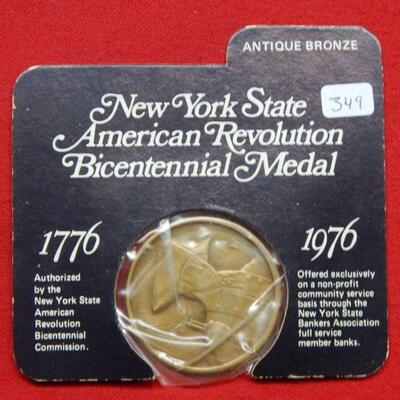 ANTIQUE BRONZE
349
New York State
American Revolution
Bicentennial Medal
1776
Authorized
by the
New York State
American
Revolution
Bicentennial
Commission.
1976
Offered exclusively
on a non-profit
community service
basis through the
New York State
Bankers Association
full service
member banks.